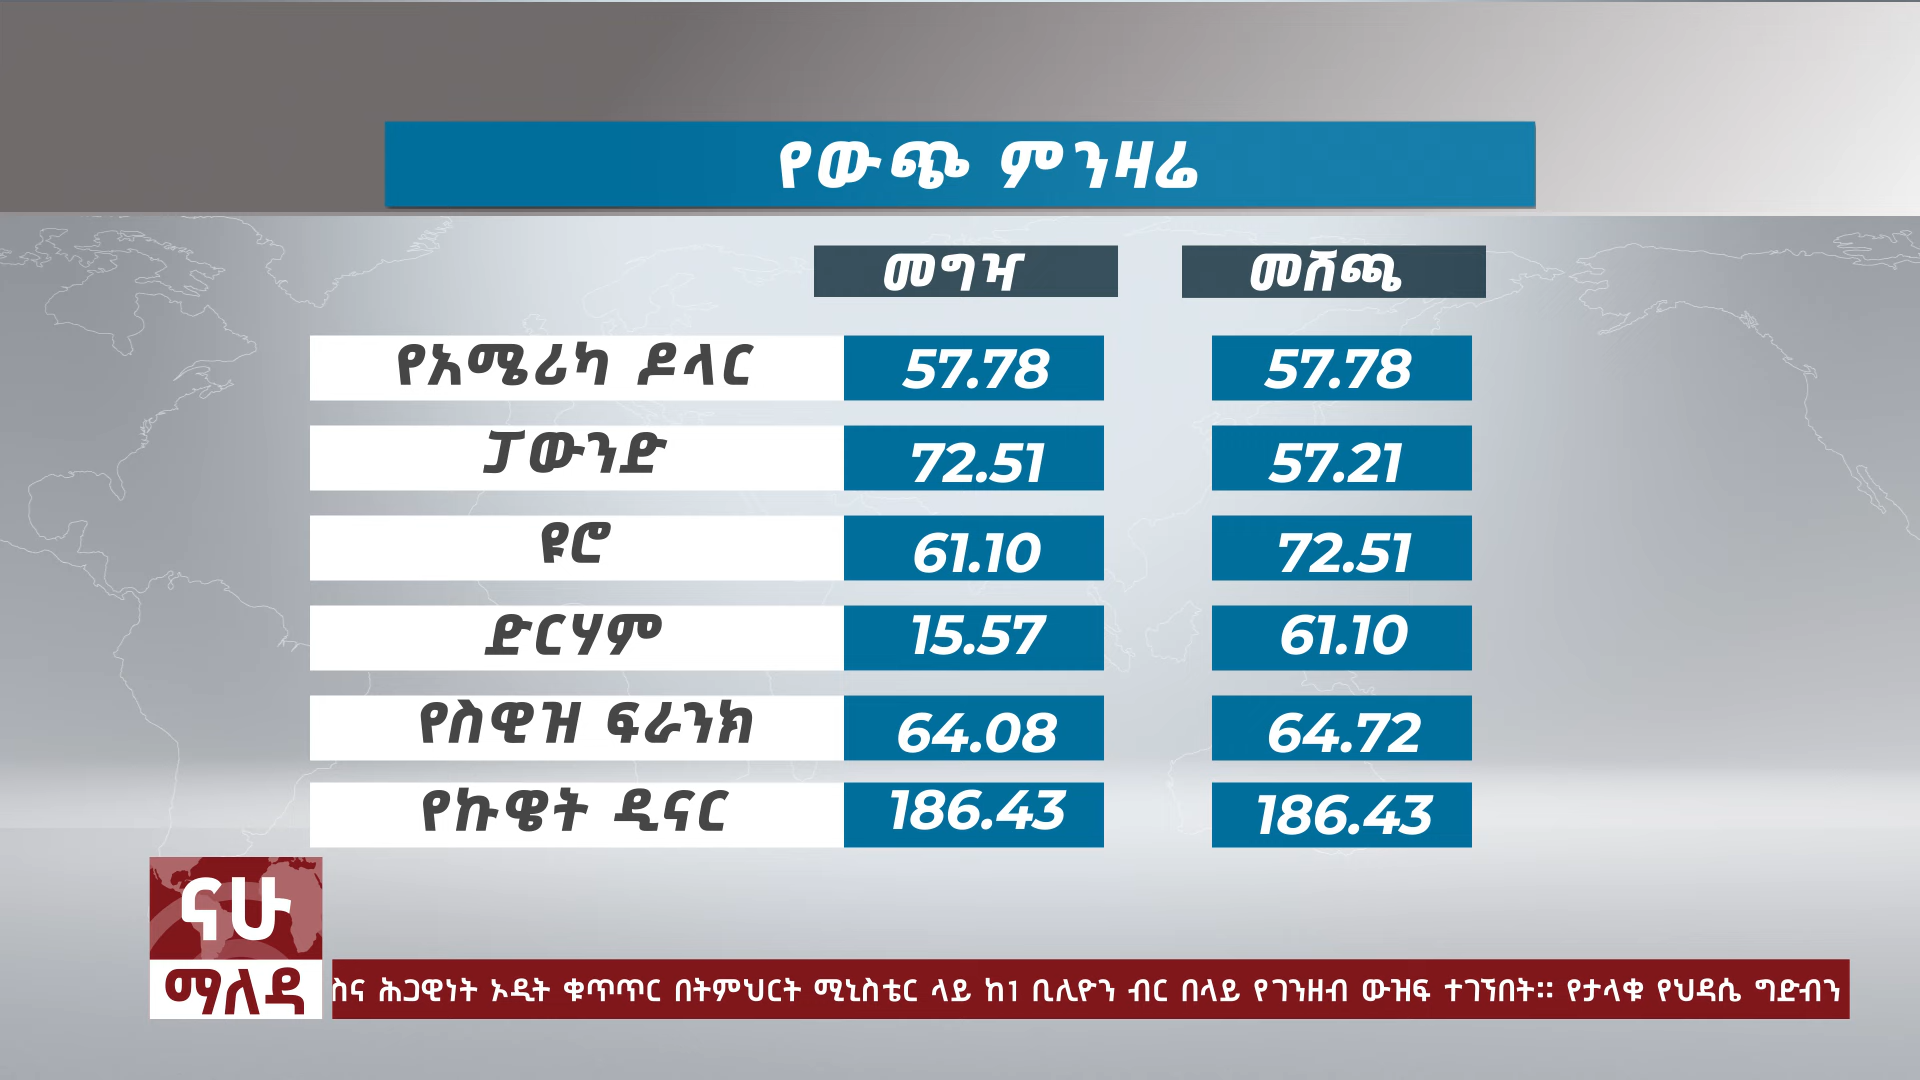 የውጭ ምንዛሬ
መግዣ መሸጫ
የአሜሪካ ዶላር 57.78 57.78
ፓውንድ 72.51 57.21
ዩሮ 61.10 72.51
ድርሃም 15.57 61.10
የስዊዝ ፍራንክ 64.08 64.72
የኩዌት ዲናር 186.43 186.43
ናሁ
ማለዳ
ስና ሕጋዊነት ኦዲት ቁጥጥር በትምህርት ሚኒስቴር ላይ ከ1 ቢሊዮን ብር በላይ የገንዘብ ውዝፍ ተገኘበት፡፡ የታላቁ የህዳሴ ግድብን